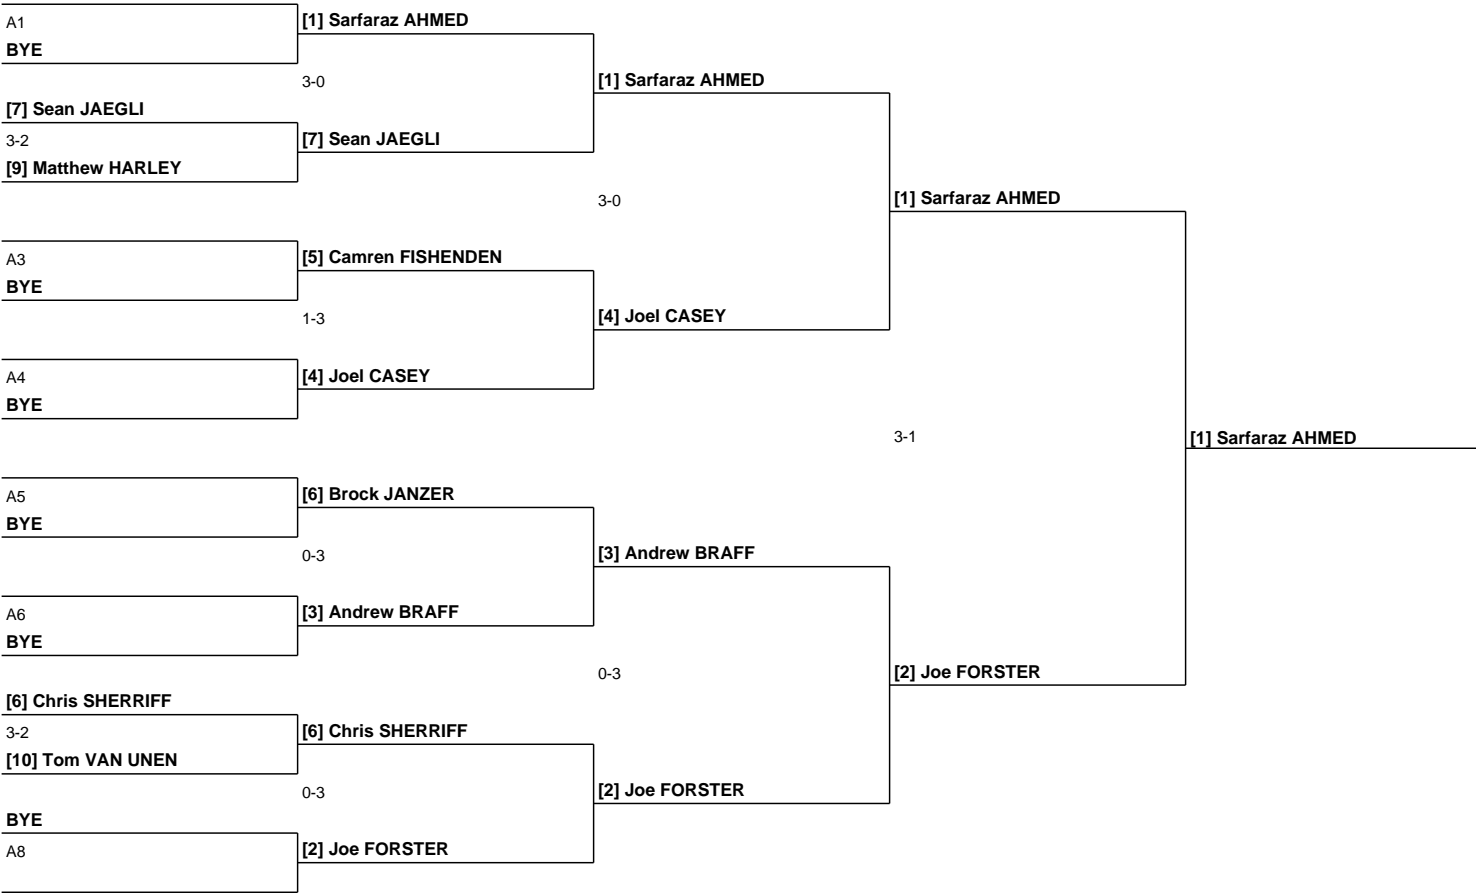 A1
BYE
[7] Sean JAEGLI
3-2
[9] Matthew HARLEY
A3
BYE
A4
BYE
A5
BYE
A6
BYE
[6] Chris SHERRIFF
3-2
[10] Tom VAN UNEN
BYE
A8
[1] Sarfaraz AHMED
3-0
[7] Sean JAEGLI
[5] Camren FISHENDEN
1-3
[4] Joel CASEY
[6] Brock JANZER
0-3
[3] Andrew BRAFF
[6] Chris SHERRIFF
0-3
[2] Joe FORSTER
[1] Sarfaraz AHMED
3-0
[4] Joel CASEY
[3] Andrew BRAFF
0-3
[2] Joe FORSTER
[1] Sarfaraz AHMED
3-1
[2] Joe FORSTER
[1] Sarfaraz AHMED